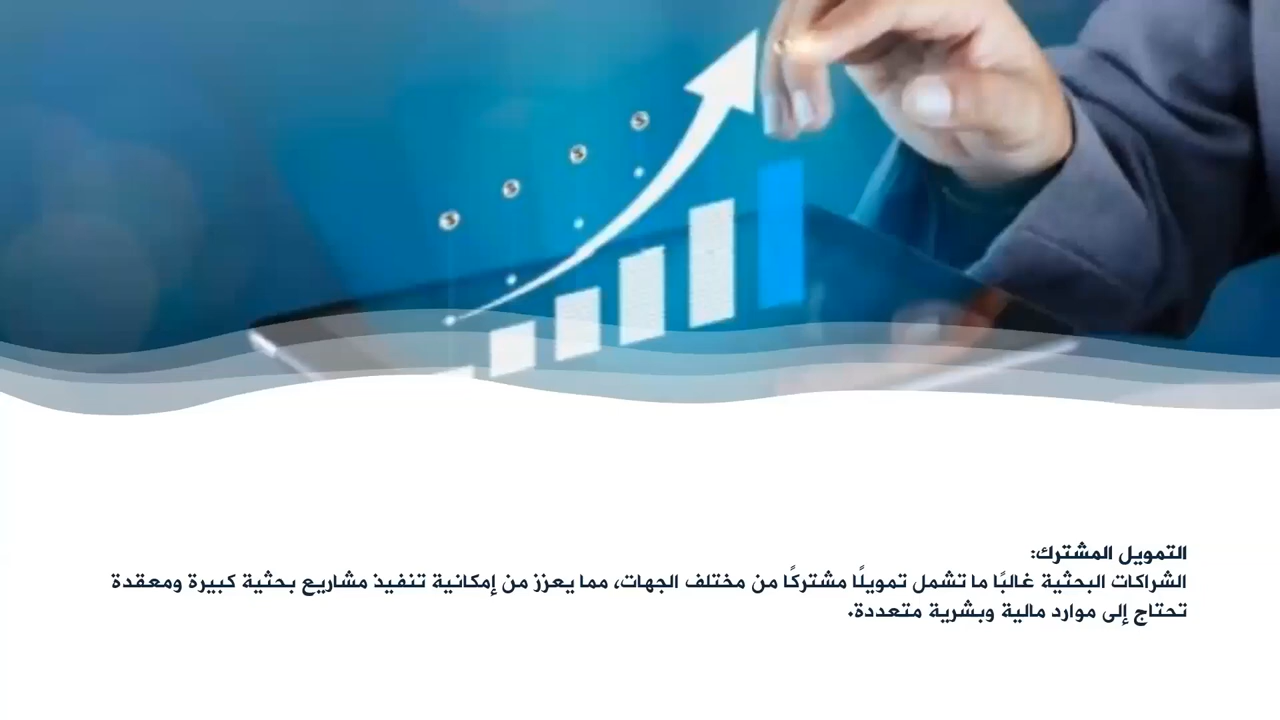 التمويل المشترك:
الشراكات البحثية غالبًا ما تشمل تمويلًا مشتركًا من مختلف الجهات، مما يعزز من إمكانية تنفيذ مشاريع بحثية كبيرة ومعقدة
تحتاج إلى موارد مالية وبشرية متعددة.